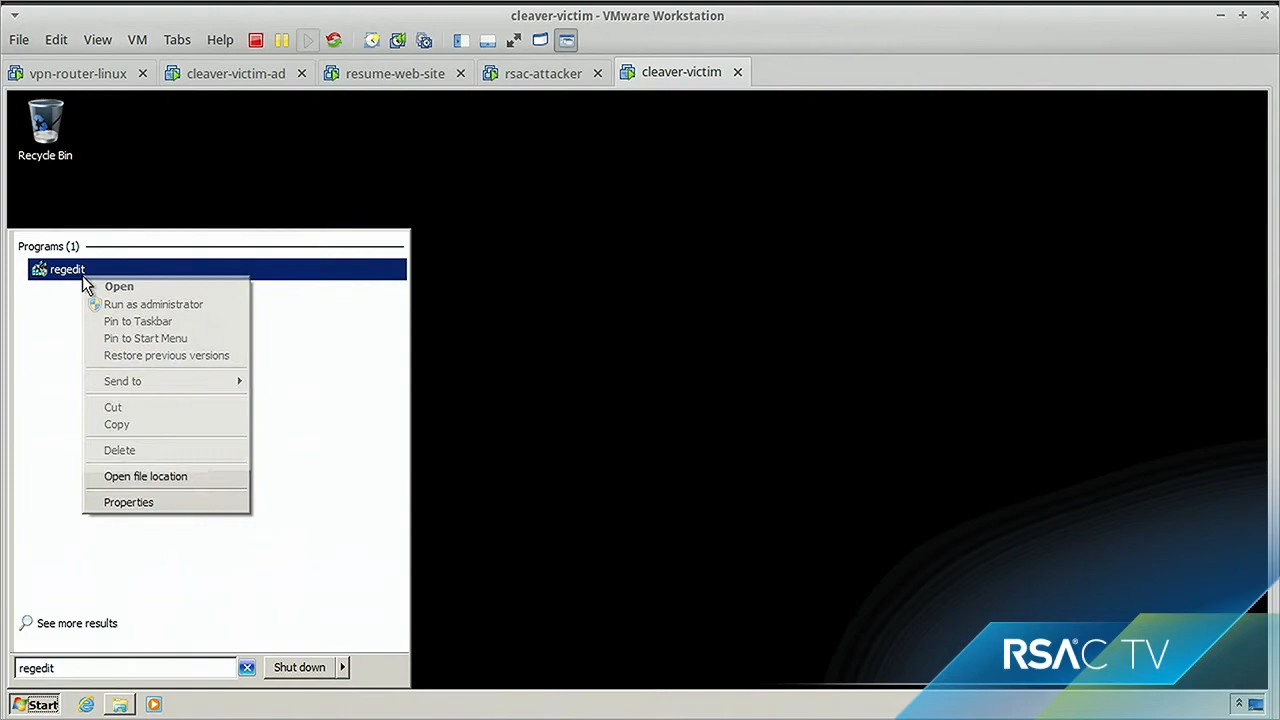 cleaver-victim - VMware Workstation
File Edit View VM Tabs Help
vpn-router-linux cleaver-victim-ad resume-web-site rsac-attacker cleaver-victim
Recycle Bin
Programs (1)
regedit
Open
Run as administrator
Pin to Taskbar
Pin to Start Menu
Restore previous versions
Send to
Cut
Copy
Delete
Open file location
Properties
See more results
regedit
Shut down
Start
RSA®C TV